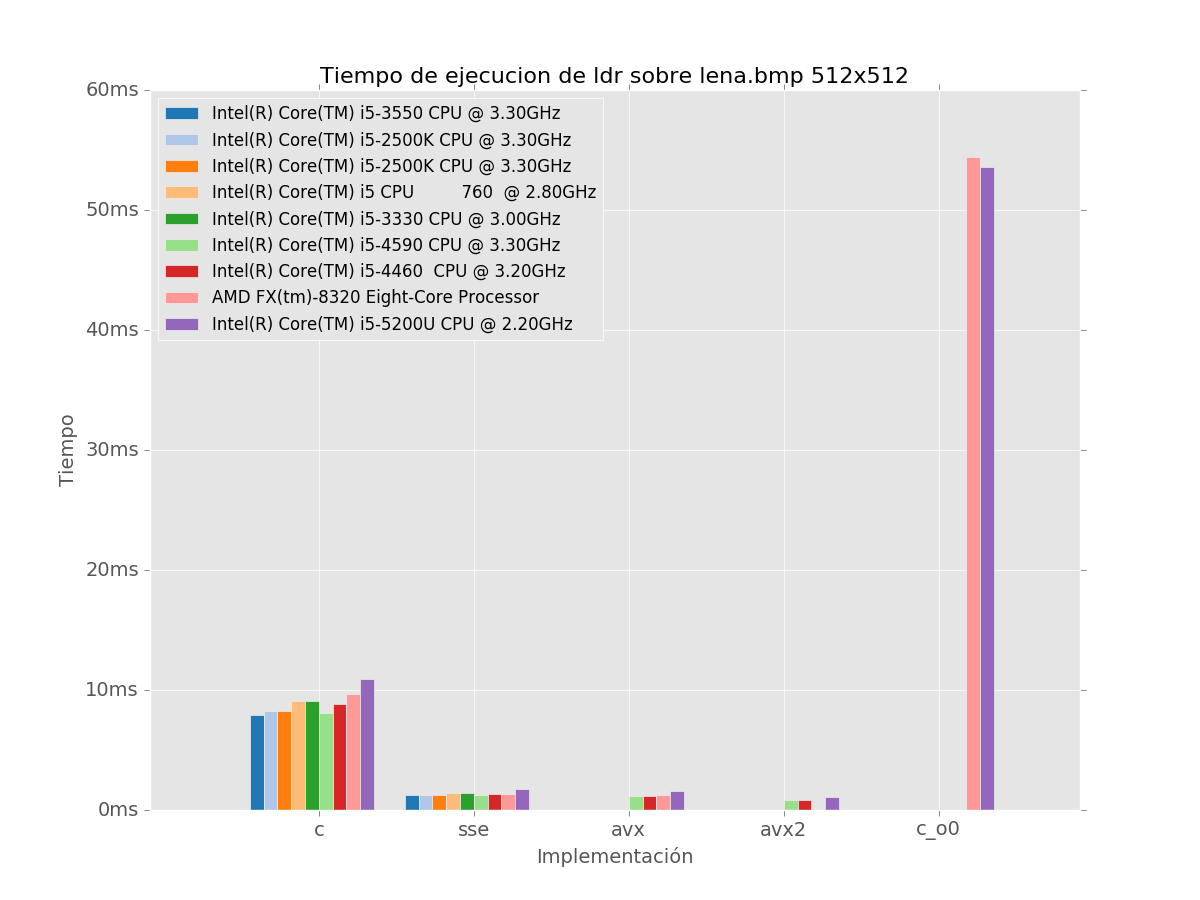 Tiempo de ejecucion de ldr sobre lena.bmp 512x512
60ms
50ms
40ms
30ms
20ms
10ms
0ms
Tiempo
Intel(R) Core(TM) i5-3550 CPU @ 3.30GHz
Intel(R) Core(TM) i5-2500K CPU @ 3.30GHz
Intel(R) Core(TM) i5-2500K CPU @ 3.30GHz
Intel(R) Core(TM) i5 CPU         760  @ 2.80GHz
Intel(R) Core(TM) i5-3330 CPU @ 3.00GHz
Intel(R) Core(TM) i5-4590 CPU @ 3.30GHz
Intel(R) Core(TM) i5-4460  CPU @ 3.20GHz
AMD FX(tm)-8320 Eight-Core Processor
Intel(R) Core(TM) i5-5200U CPU @ 2.20GHz
c sse avx avx2 c_o0
Implementación